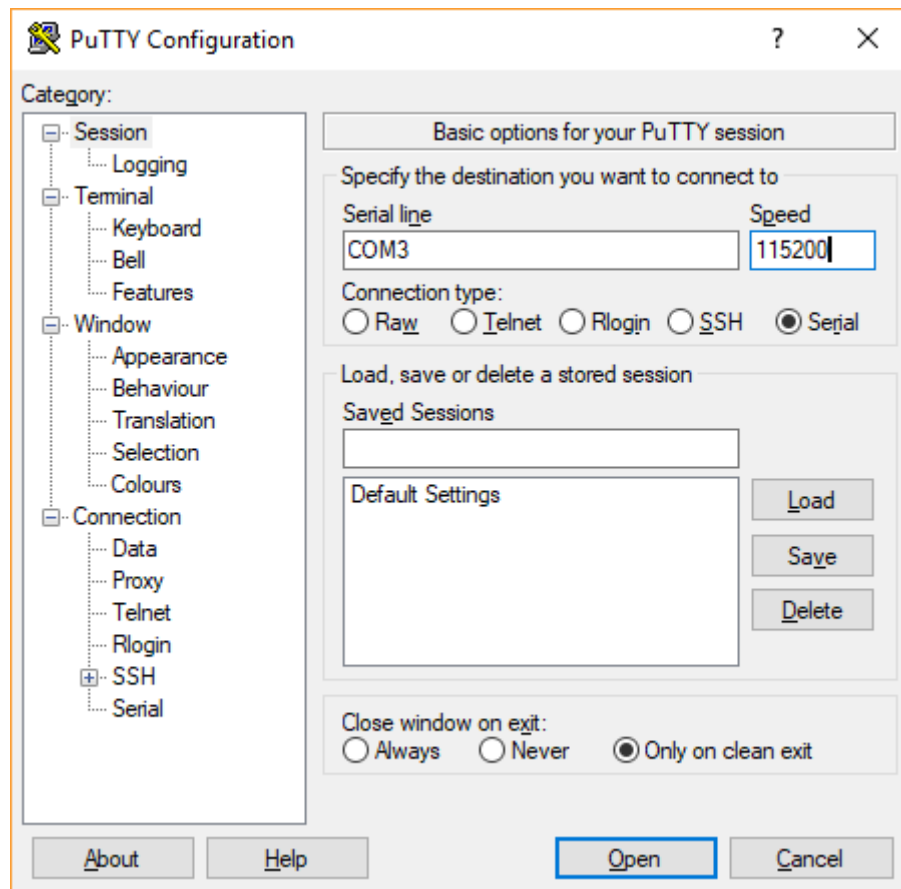 PuTTY Configuration
?
Category:
Session
Logging
Terminal
Keyboard
Bell
Features
Window
Appearance
Behaviour
Translation
Selection
Colours
Connection
Data
Proxy
Telnet
Rlogin
SSH
Serial
Basic options for your PuTTY session
Specify the destination you want to connect to
Serial line Speed
COM3 115200
Connection type:
Raw Telnet Rlogin SSH Serial
Load, save or delete a stored session
Saved Sessions
Default Settings
Load
Save
Delete
Close window on exit:
Always Never Only on clean exit
About Help Open Cancel